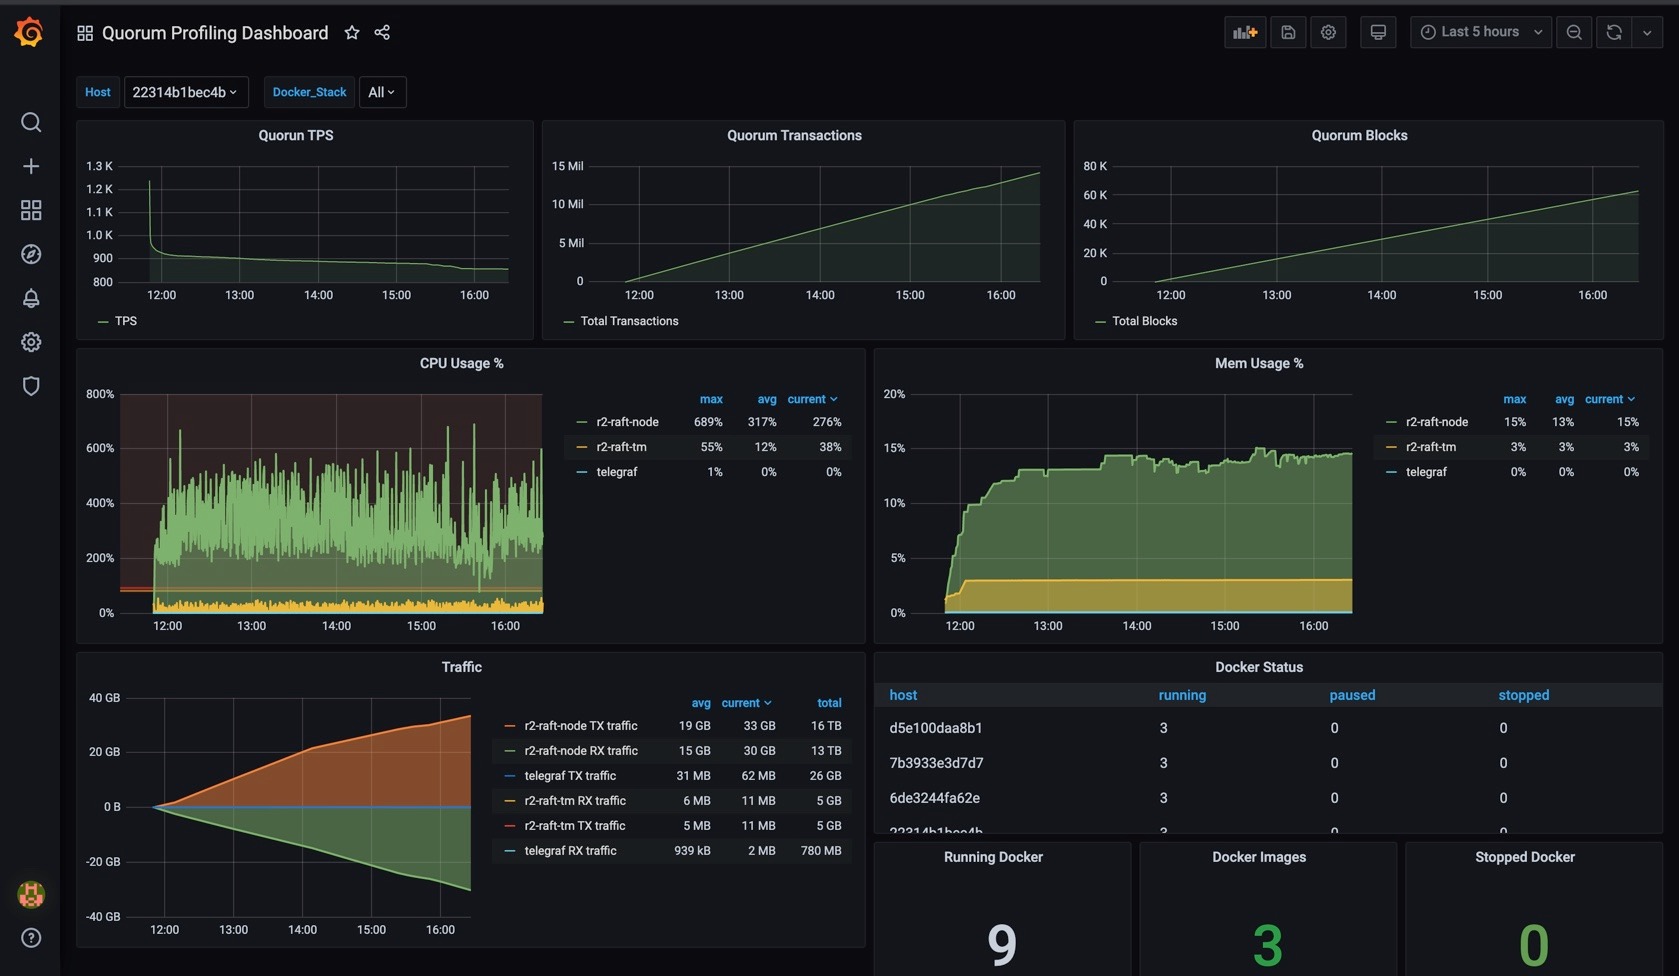 Quorum Profiling Dashboard
Last 5 hours
Host 22314b1bec4b Docker_Stack All
Quorun TPS
1.3 K
1.2 K
1.1 K
1.0 K
900
800
12:00 13:00 14:00 15:00 16:00
TPS
Quorum Transactions
15 Mil
10 Mil
5 Mil
0
12:00 13:00 14:00 15:00 16:00
Total Transactions
Quorum Blocks
80 K
60 K
40 K
20 K
0
12:00 13:00 14:00 15:00 16:00
Total Blocks
CPU Usage %
800%
600%
400%
200%
0%
12:00 13:00 14:00 15:00 16:00
max avg current
r2-raft-node 689% 317% 276%
r2-raft-tm 55% 12% 38%
telegraf 1% 0% 0%
Mem Usage %
20%
15%
10%
5%
0%
12:00 13:00 14:00 15:00 16:00
max avg current
r2-raft-node 15% 13% 15%
r2-raft-tm 3% 3% 3%
telegraf 0% 0% 0%
Traffic
40 GB
20 GB
0 B
-20 GB
-40 GB
12:00 13:00 14:00 15:00 16:00
avg current total
r2-raft-node TX traffic 19 GB 33 GB 16 TB
r2-raft-node RX traffic 15 GB 30 GB 13 TB
telegraf TX traffic 31 MB 62 MB 26 GB
r2-raft-tm RX traffic 6 MB 11 MB 5 GB
r2-raft-tm TX traffic 5 MB 11 MB 5 GB
telegraf RX traffic 939 kB 2 MB 780 MB
Docker Status
host running paused stopped
d5e100daa8b1 3 0 0
7b3933e3d7d7 3 0 0
6de3244fa62e 3 0 0
22314b1bec4b 3 0 0
Running Docker
9
Docker Images
3
Stopped Docker
0